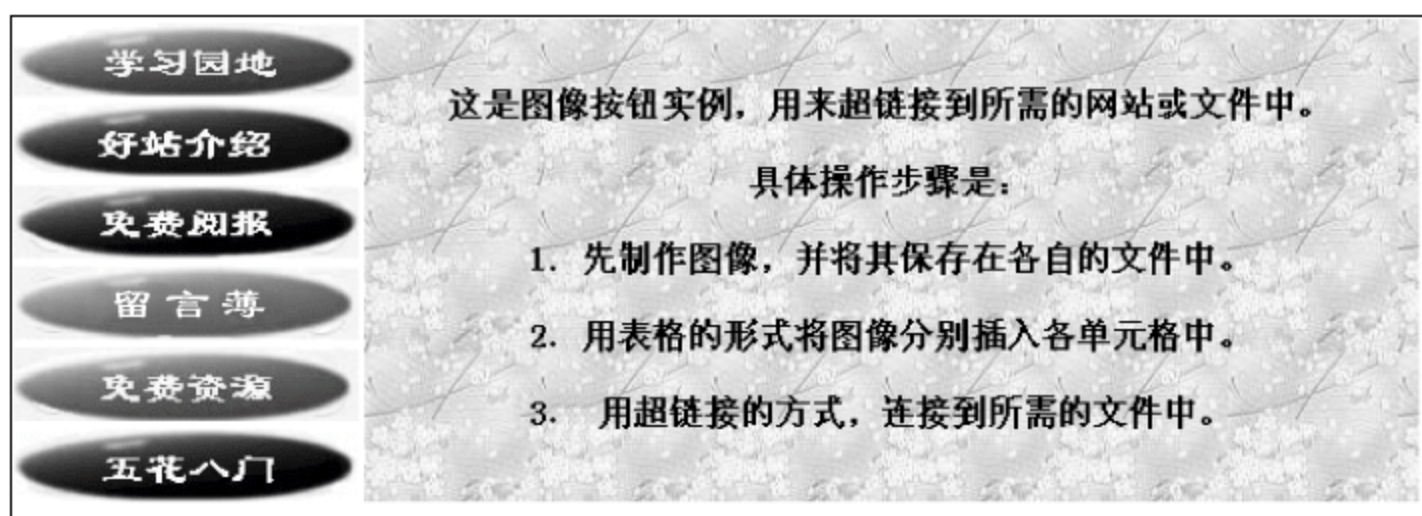 学习园地
好站介绍
免费阅报
留言薄
免费资源
五花八门
这是图像按钮实例，用来超链接到所需的网站或文件中。
具体操作步骤是：
1. 先制作图像，并将其保存在各自的文件中。
2. 用表格的形式将图像分别插入各单元格中。
3. 用超链接的方式，连接到所需的文件中。